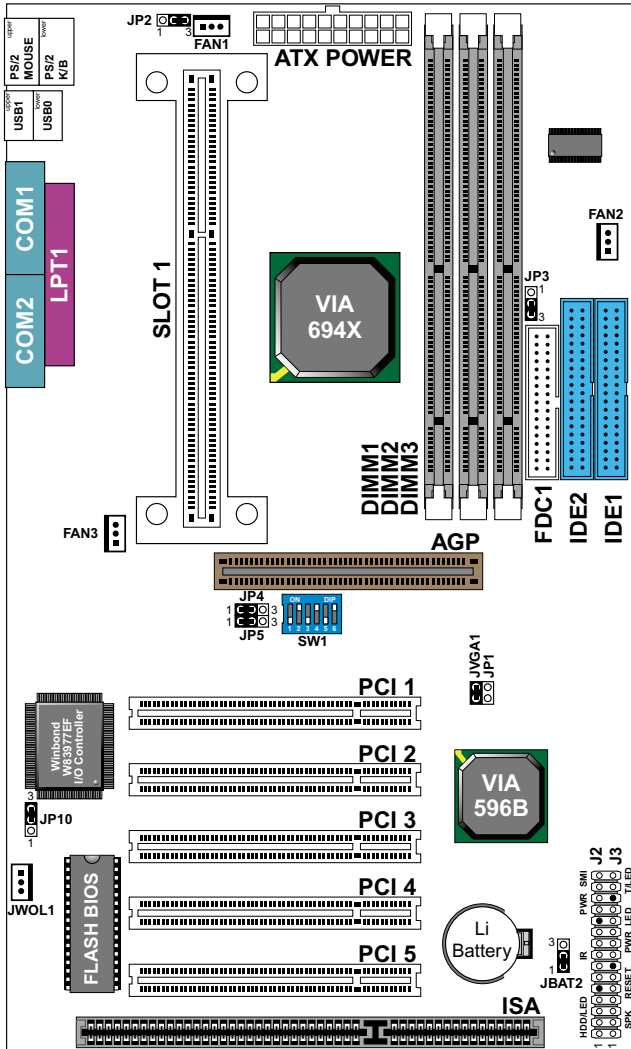 JP2
1 3
FAN1
ATX POWER
upper
PS/2
MOUSE
lower
PS/2
K/B
upper
USB1
lower
USB0
COM1
COM2
LPT1
SLOT 1
VIA
694X
FAN2
JP3
1
3
DIMM1
DIMM2
DIMM3
FDC1
IDE2
IDE1
FAN3
AGP
JP4
1 3
1 3
JP5
ON DIP
1 2 3 4 5 6
SW1
JVGA1
JP1
PCI 1
Winbond
W83977EF
I/O Controller
PCI 2
VIA
596B
3
JP10
1
PCI 3
JWOL1
FLASH BIOS
PCI 4
PCI 5
Li
Battery
3
1
JBAT2
J2
J3
SMI
PWR
IR
HDD/LED
T/LED
PWR LED
RESET
SPK
1
1
ISA